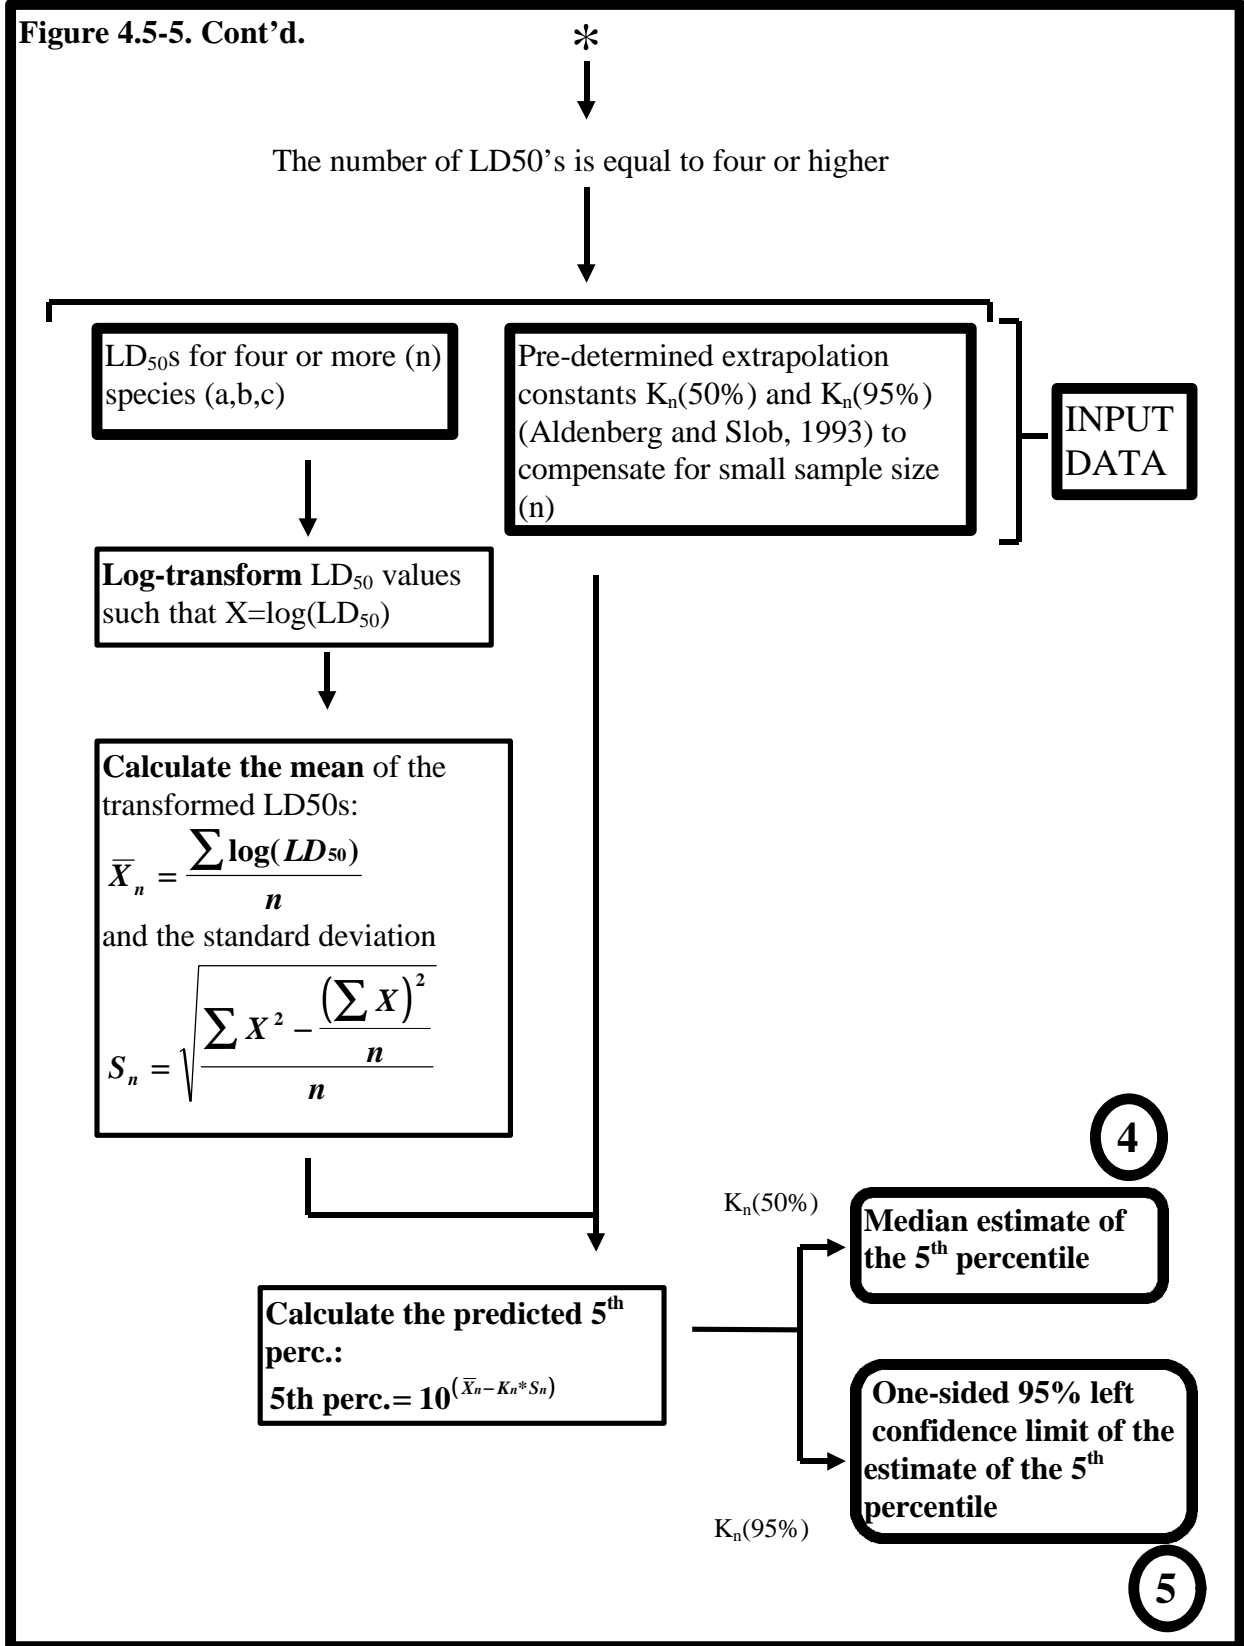 Figure 4.5-5. Cont’d.
*
The number of LD50’s is equal to four or higher
LD50s for four or more (n)
species (a,b,c)
Pre-determined extrapolation
constants Kn(50%) and Kn(95%)
(Aldenberg and Slob, 1993) to
compensate for small sample size
(n)
INPUT
DATA
Log-transform LD50 values
such that X=log(LD50)
Calculate the mean of the
transformed LD50s:
X̄n = ∑ log(LD50) / n
and the standard deviation
Sn = √((∑ X² − (∑ X)² / n) / n)
4
Kn(50%)
Median estimate of
the 5th percentile
Calculate the predicted 5th
perc.:
5th perc.= 10^(X̄n−Kn*Sn)
One-sided 95% left
confidence limit of the
estimate of the 5th
percentile
Kn(95%)
5